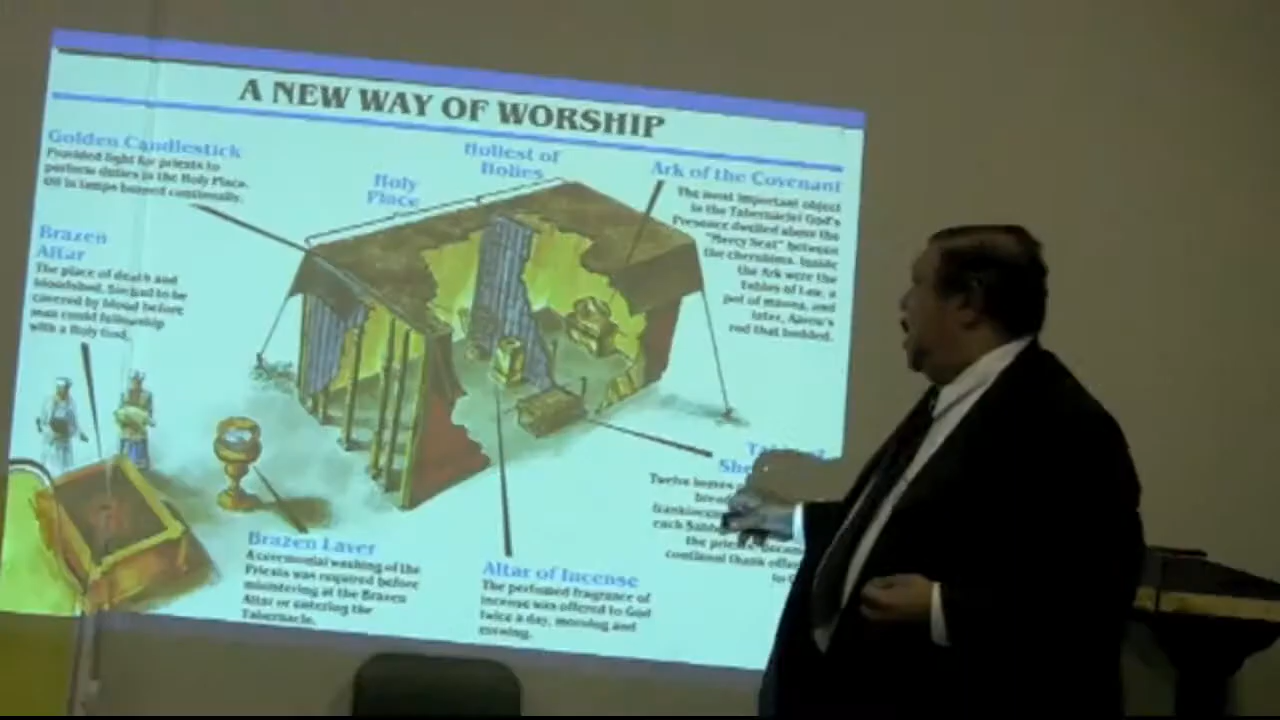 A NEW WAY OF WORSHIP
Golden Candlestick
Provided light for priests to
perform duties in the Holy Place.
Oil in lamps burned continually.
Holy
Place
Holiest of
Holies
Ark of the Covenant
The most important object
in the Tabernacle! God's
Presence dwelled above the
"Mercy Seat" between
the cherubims. Inside
the Ark were the
Tables of Law, a
pot of manna, and
later, Aaron's
rod that budded.
Brazen
Altar
The place of death and
bloodshed. Sin had to be
covered by blood before
man could fellowship
with a Holy God.
Brazen Laver
A ceremonial washing of the
Priests was required before
ministering at the Brazen
Altar or entering the
Tabernacle.
Altar of Incense
The perfumed fragrance of
incense was offered to God
twice a day, morning and
evening.
Twelve loaves
each
the
continual thank
to